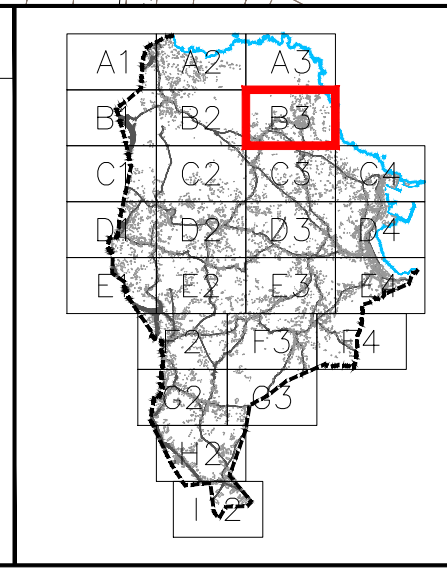 A1 A2 A3
B1 B2 B3
C1 C2 C3 C4
D1 D2 D3 D4
E1 E2 E3 E4
F2 F3 F4
G2 G3
H2
I 2